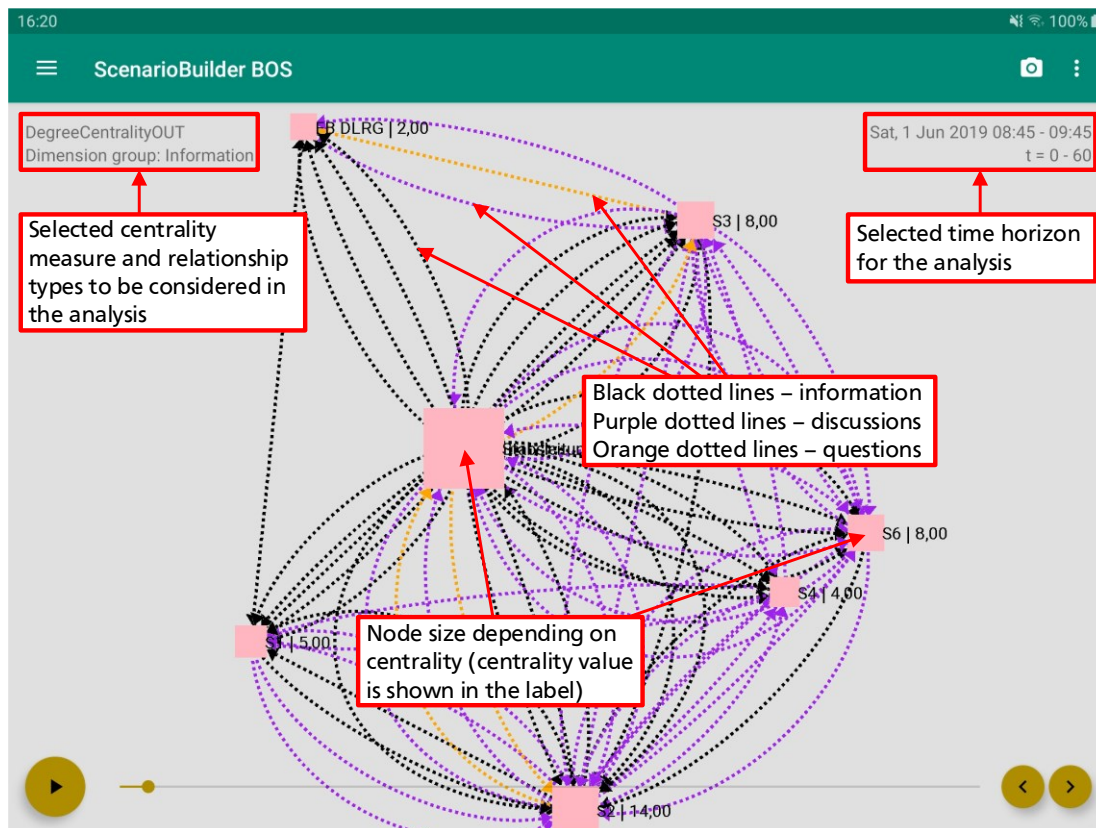 16:20
100%
ScenarioBuilder BOS
DegreeCentralityOUT
Dimension group: Information
Sat, 1 Jun 2019 08:45 - 09:45
t = 0 - 60
FB DLRG | 2,00
S3 | 8,00
Selected centrality
measure and relationship
types to be considered in
the analysis
Selected time horizon
for the analysis
Black dotted lines – information
Purple dotted lines – discussions
Orange dotted lines – questions
S6 | 8,00
S4 | 4,00
S1 | 5,00
Node size depending on
centrality (centrality value
is shown in the label)
S2 | 14,00